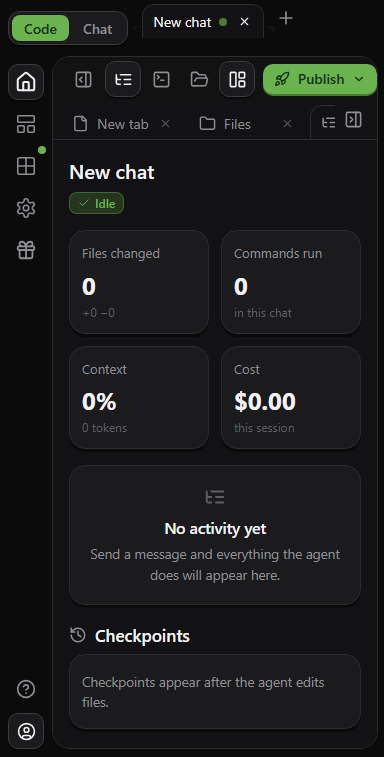 Code
Chat
New chat
Publish
New tab
Files
New chat
Idle
Files changed
0
+0 −0
Commands run
0
in this chat
Context
0%
0 tokens
Cost
$0.00
this session
No activity yet
Send a message and everything the agent
does will appear here.
Checkpoints
Checkpoints appear after the agent edits
files.